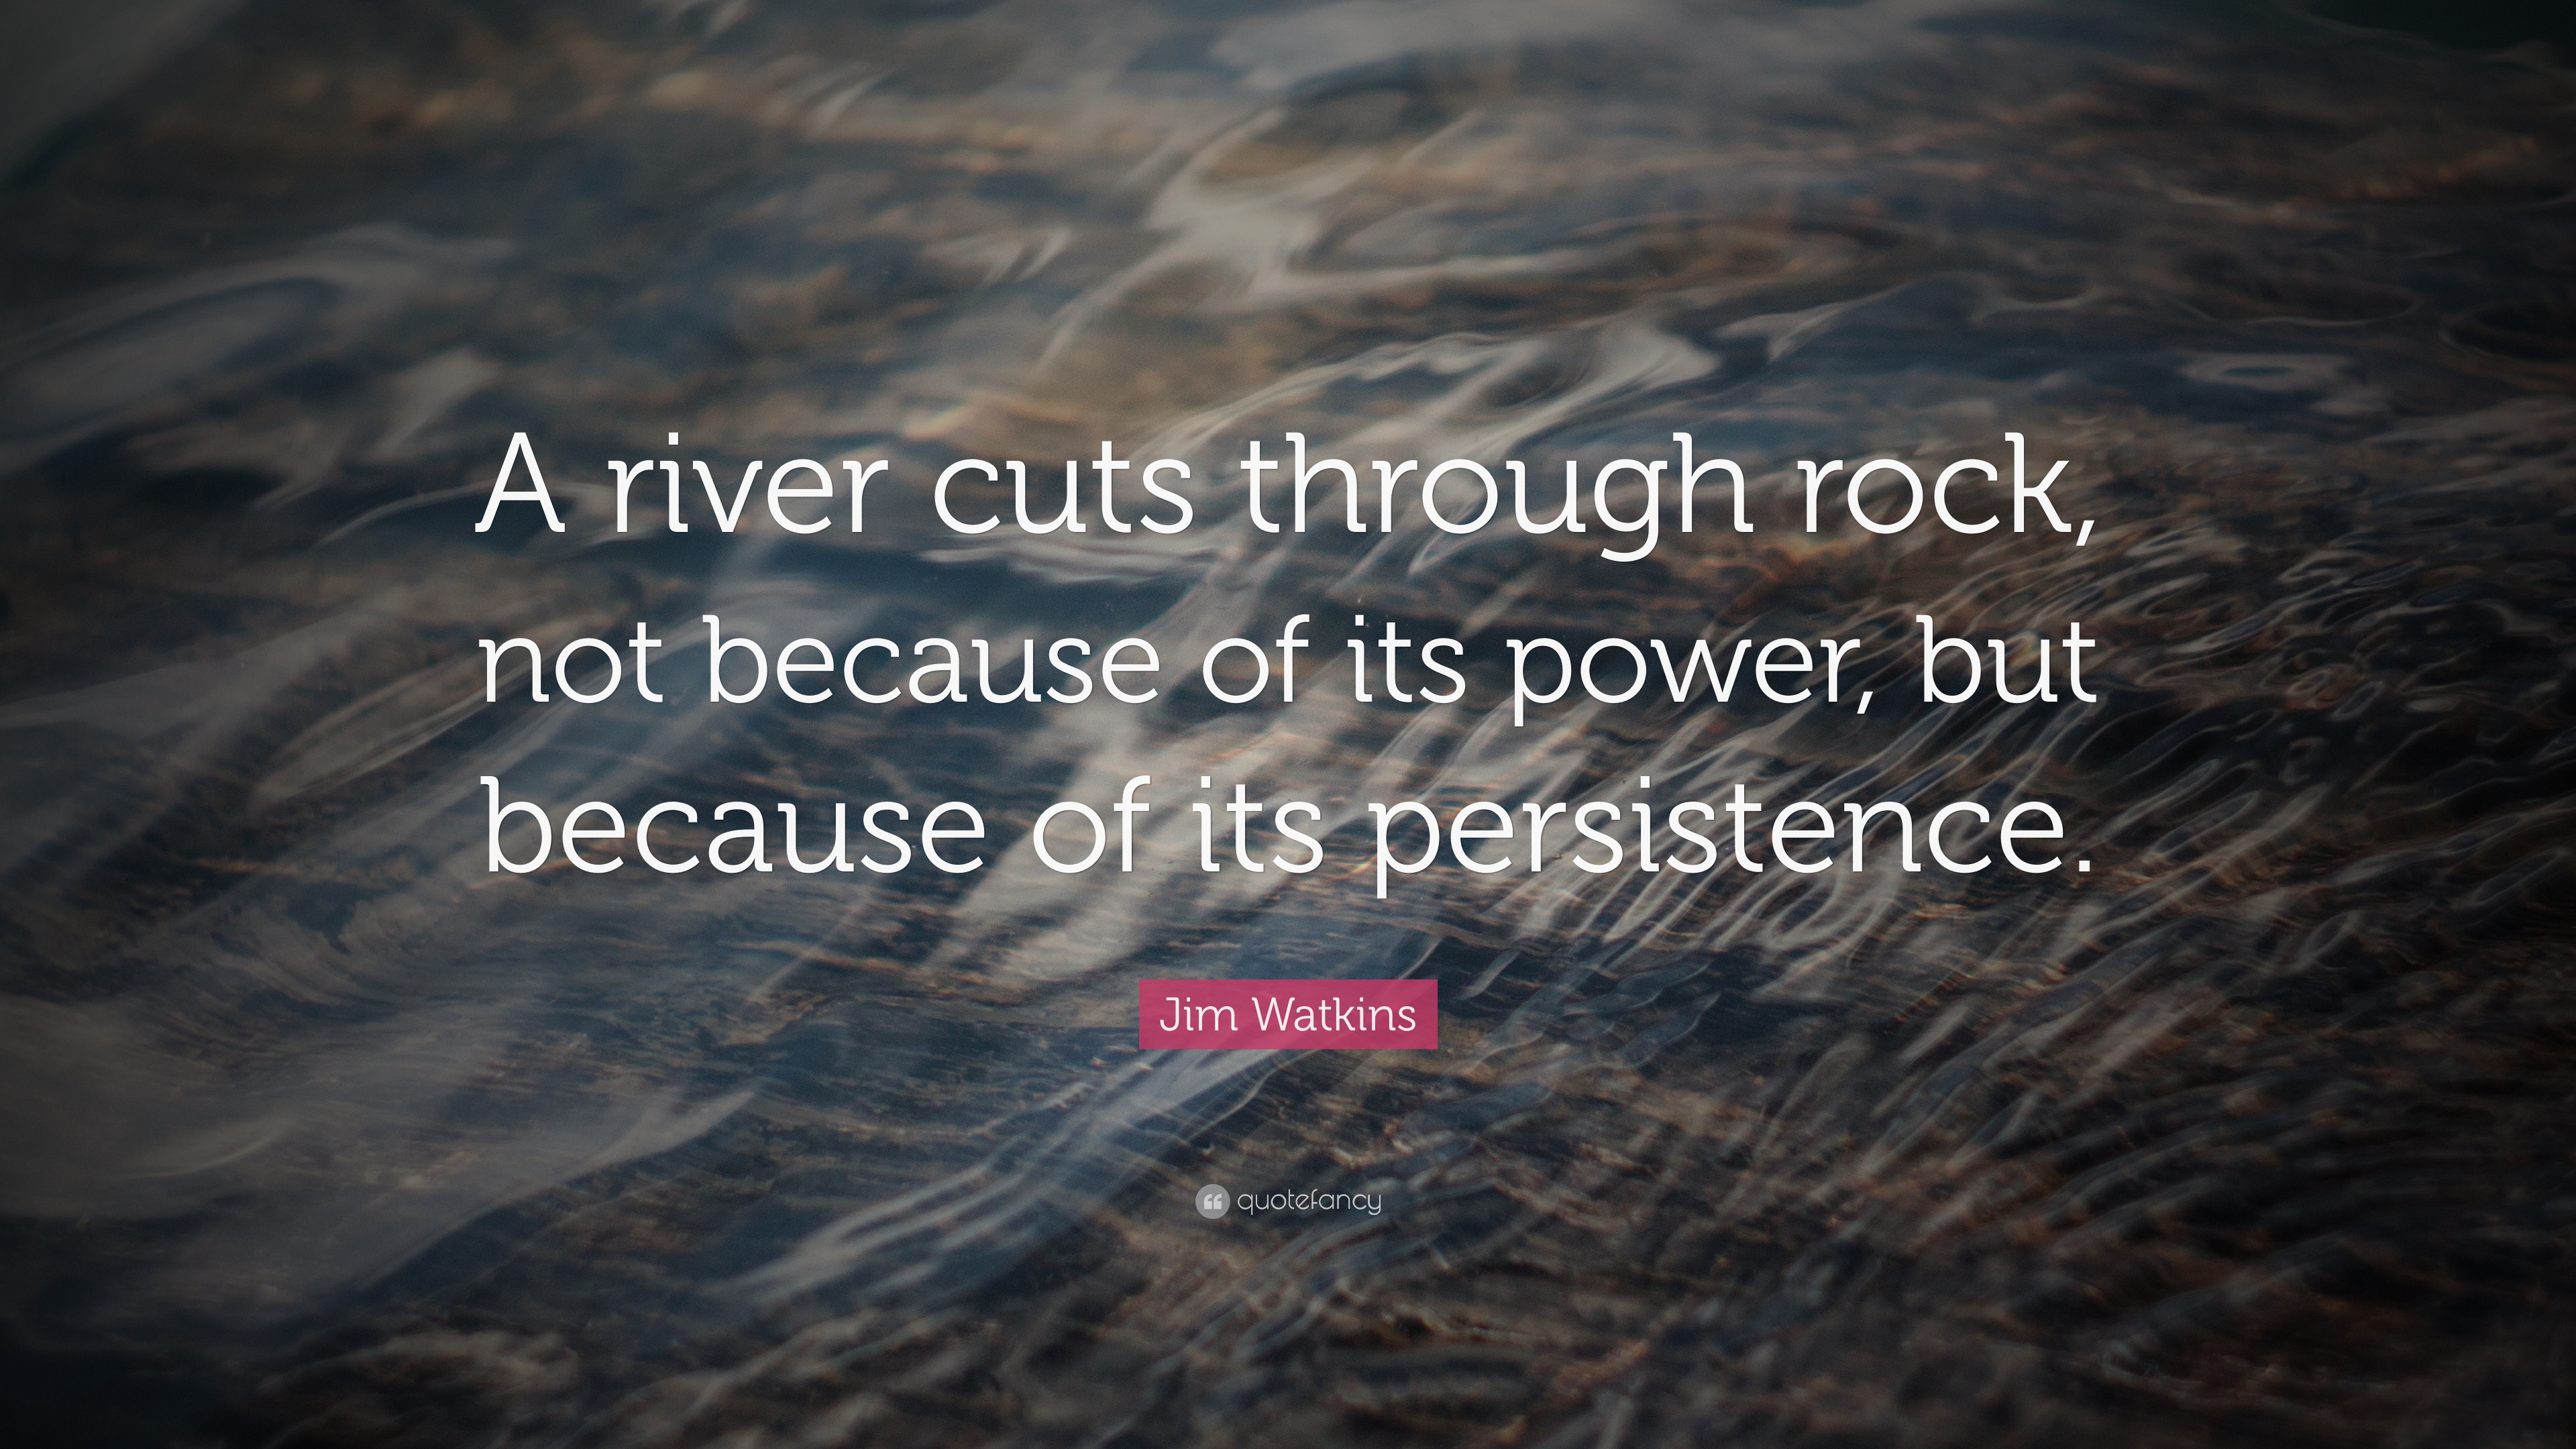 A river cuts through rock,
not because of its power, but
because of its persistence.
Jim Watkins
quotefancy